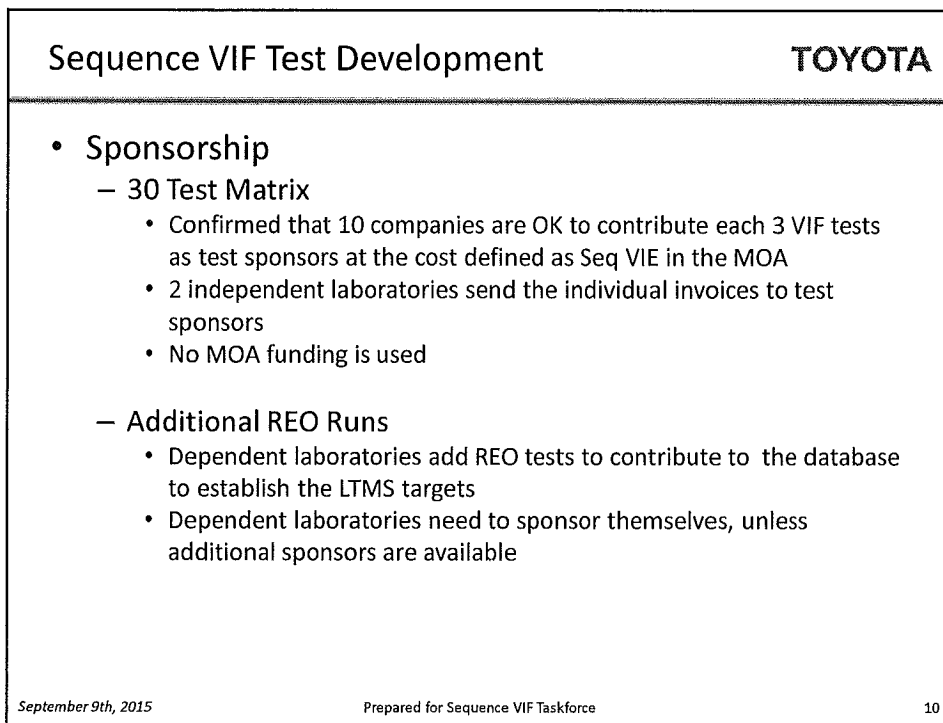 Sequence VIF Test Development TOYOTA
• Sponsorship
– 30 Test Matrix
• Confirmed that 10 companies are OK to contribute each 3 VIF tests
as test sponsors at the cost defined as Seq VIE in the MOA
• 2 independent laboratories send the individual invoices to test
sponsors
• No MOA funding is used
– Additional REO Runs
• Dependent laboratories add REO tests to contribute to the database
to establish the LTMS targets
• Dependent laboratories need to sponsor themselves, unless
additional sponsors are available
September 9th, 2015 Prepared for Sequence VIF Taskforce 10